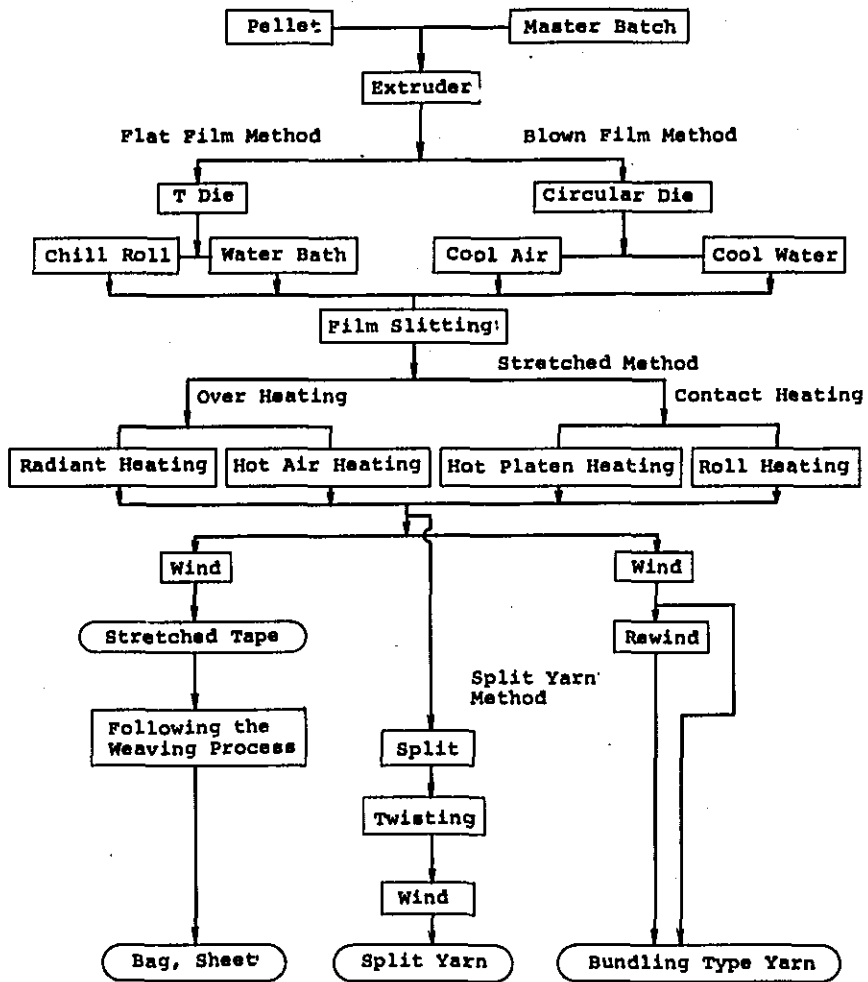 Pellet
Master Batch
Extruder
Flat Film Method
Blown Film Method
T Die
Circular Die
Chill Roll
Water Bath
Cool Air
Cool Water
Film Slitting
Stretched Method
Over Heating
Contact Heating
Radiant Heating
Hot Air Heating
Hot Platen Heating
Roll Heating
Wind
Wind
Stretched Tape
Rewind
Split Yarn
Method
Following the
Weaving Process
Split
Twisting
Wind
Bag, Sheet
Split Yarn
Bundling Type Yarn